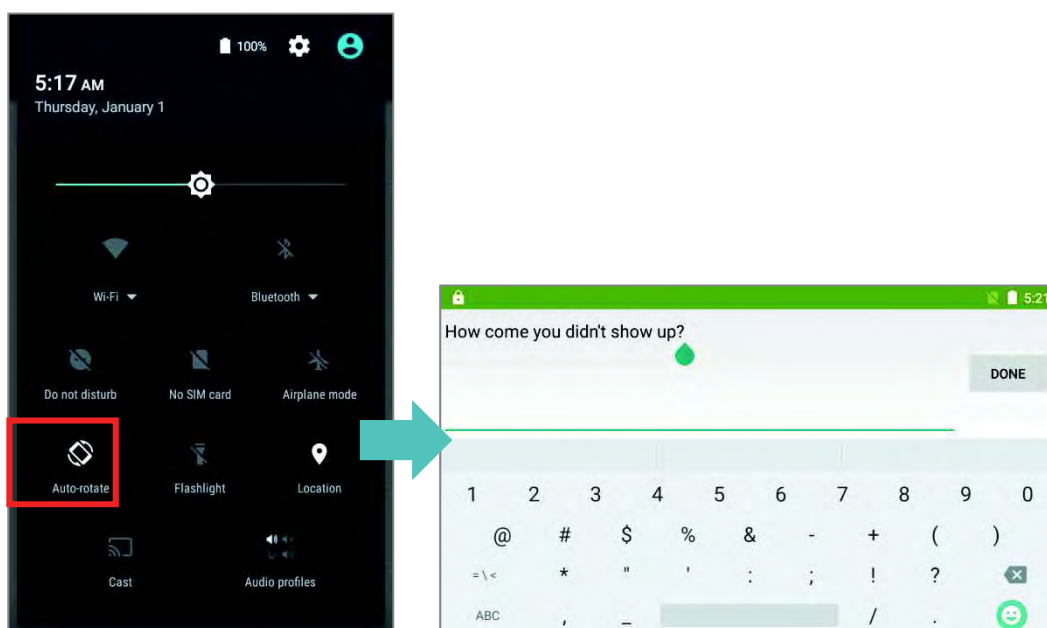 100%
5:17 AM
Thursday, January 1
Wi-Fi
Bluetooth
Do not disturb
No SIM card
Airplane mode
Auto-rotate
Flashlight
Location
Cast
Audio profiles
5:21
How come you didn't show up?
DONE
1 2 3 4 5 6 7 8 9 0
@ # $ % & - + ( )
= \ < * " ' : ; ! ?
ABC , _ / .